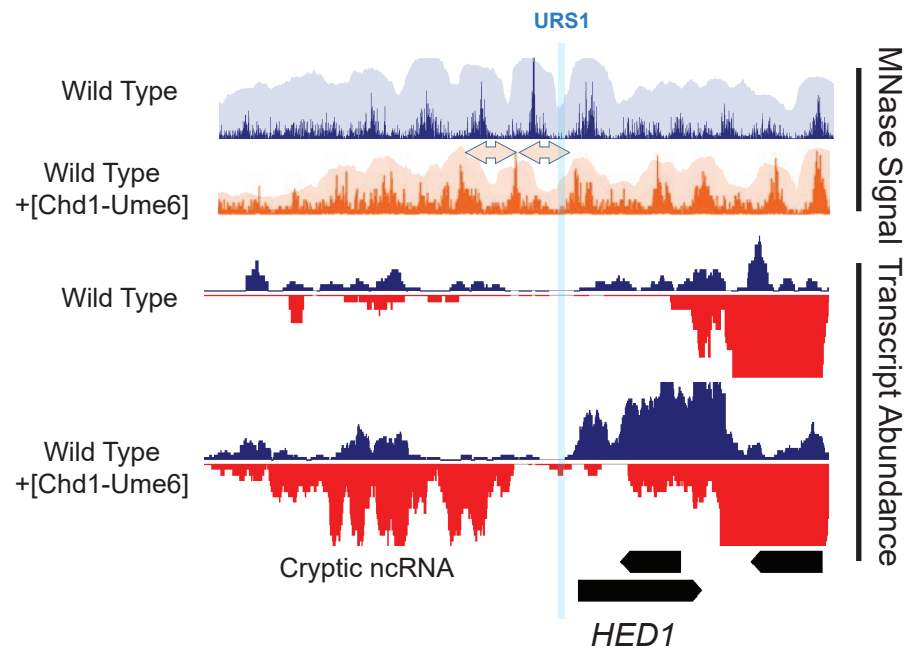 URS1
Wild Type
Wild Type
+[Chd1-Ume6]
MNase Signal
Wild Type
Wild Type
+[Chd1-Ume6]
Transcript Abundance
Cryptic ncRNA
HED1